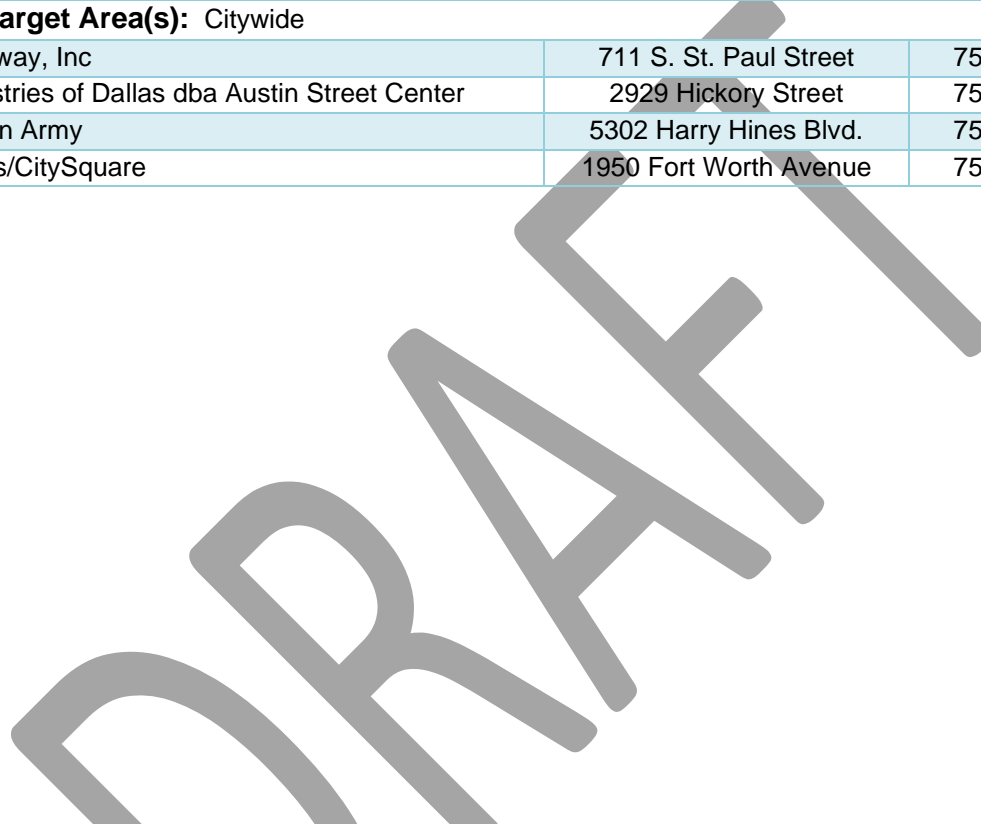 arget Area(s): Citywide
way, Inc 711 S. St. Paul Street 75
stries of Dallas dba Austin Street Center 2929 Hickory Street 75
n Army 5302 Harry Hines Blvd. 75
s/CitySquare 1950 Fort Worth Avenue 75
DRAFT